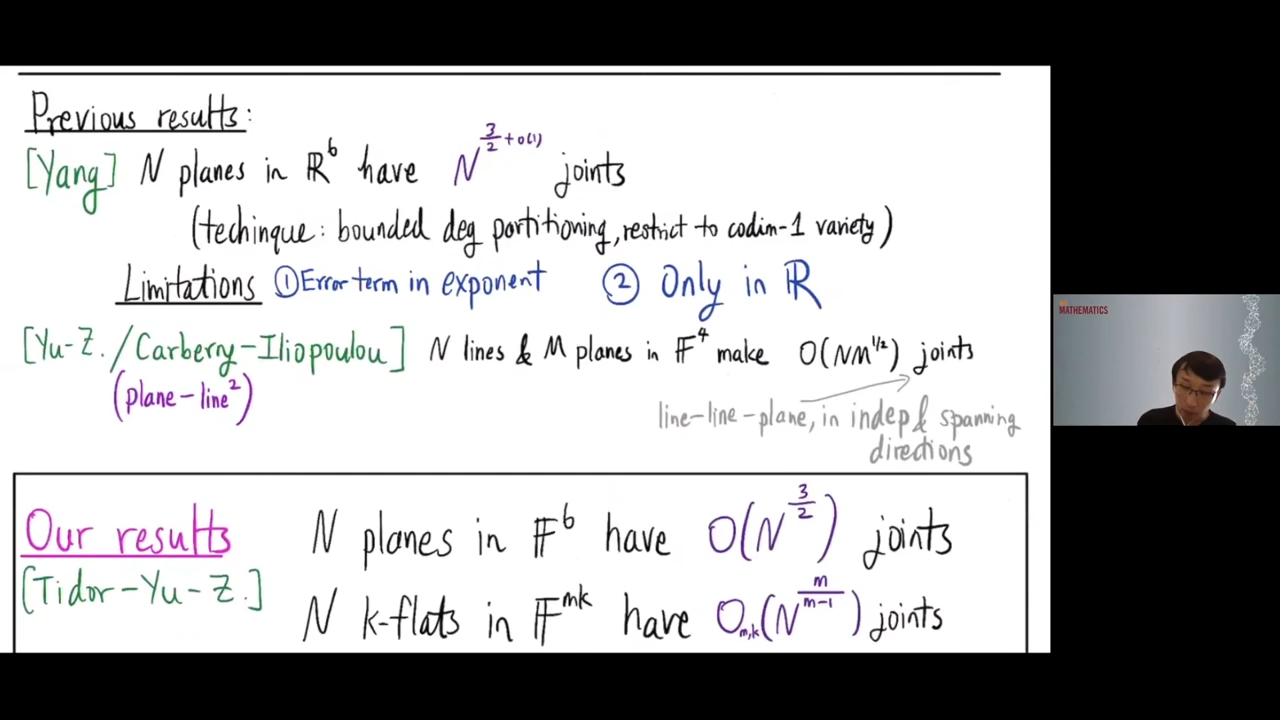 Previous results:
[Yang] N planes in ℝ⁶ have N^{3/2+o(1)} joints
(techinque: bounded deg partitioning, restrict to codim-1 variety)
Limitations ① Error term in exponent ② Only in ℝ
[Yu-Z./Carbery-Iliopoulou] N lines & M planes in 𝔽⁴ make O(NM^{1/2}) joints
(plane-line²)
line-line-plane, in indep & spanning
directions
Our results N planes in 𝔽⁶ have O(N^{3/2}) joints
[Tidor-Yu-Z.] N k-flats in 𝔽^{mk} have O_{m,k}(N^{m/(m-1)}) joints
MATHEMATICS